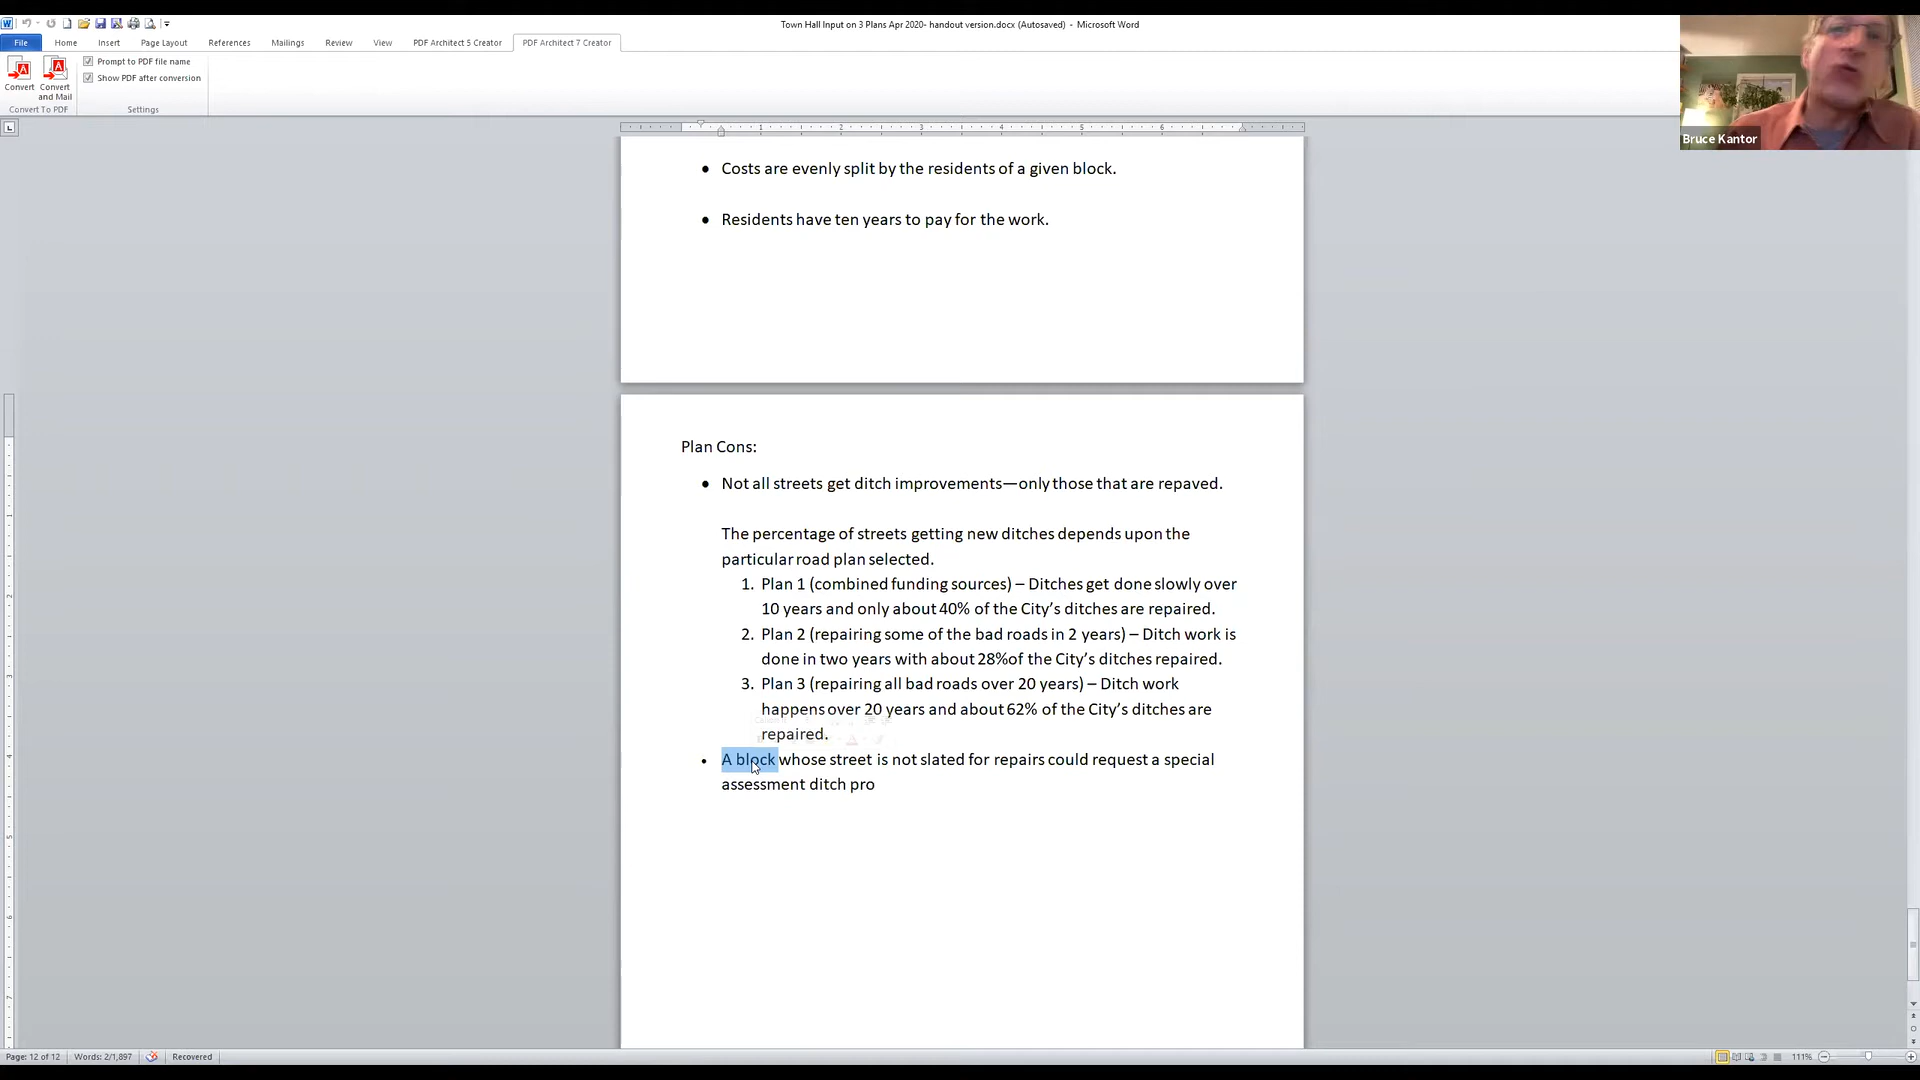 Town Hall Input on 3 Plans Apr 2020- handout version.docx (Autosaved) - Microsoft Word
File Home Insert Page Layout References Mailings Review View PDF Architect 5 Creator PDF Architect 7 Creator
Convert
Convert and Mail
Prompt to PDF file name
Show PDF after conversion
Convert To PDF
Settings
Bruce Kantor
• Costs are evenly split by the residents of a given block.
• Residents have ten years to pay for the work.
Plan Cons:
• Not all streets get ditch improvements—only those that are repaved.
The percentage of streets getting new ditches depends upon the
particular road plan selected.
1. Plan 1 (combined funding sources) – Ditches get done slowly over
10 years and only about 40% of the City’s ditches are repaired.
2. Plan 2 (repairing some of the bad roads in 2 years) – Ditch work is
done in two years with about 28%of the City’s ditches repaired.
3. Plan 3 (repairing all bad roads over 20 years) – Ditch work
happens over 20 years and about 62% of the City’s ditches are
repaired.
• A block whose street is not slated for repairs could request a special
assessment ditch pro
Page: 12 of 12 Words: 2/1,897 Recovered 111%